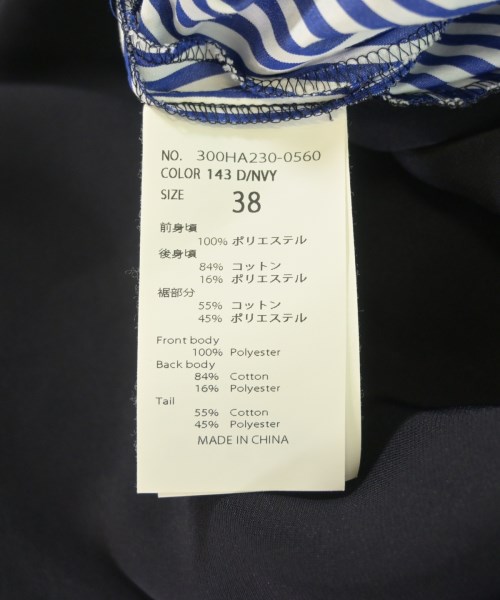 NO. 300HA230-0560
COLOR 143 D/NVY
SIZE 38
前身頃
100% ポリエステル
後身頃
84% コットン
16% ポリエステル
裾部分
55% コットン
45% ポリエステル
Front body
100% Polyester
Back body
84% Cotton
16% Polyester
Tail
55% Cotton
45% Polyester
MADE IN CHINA